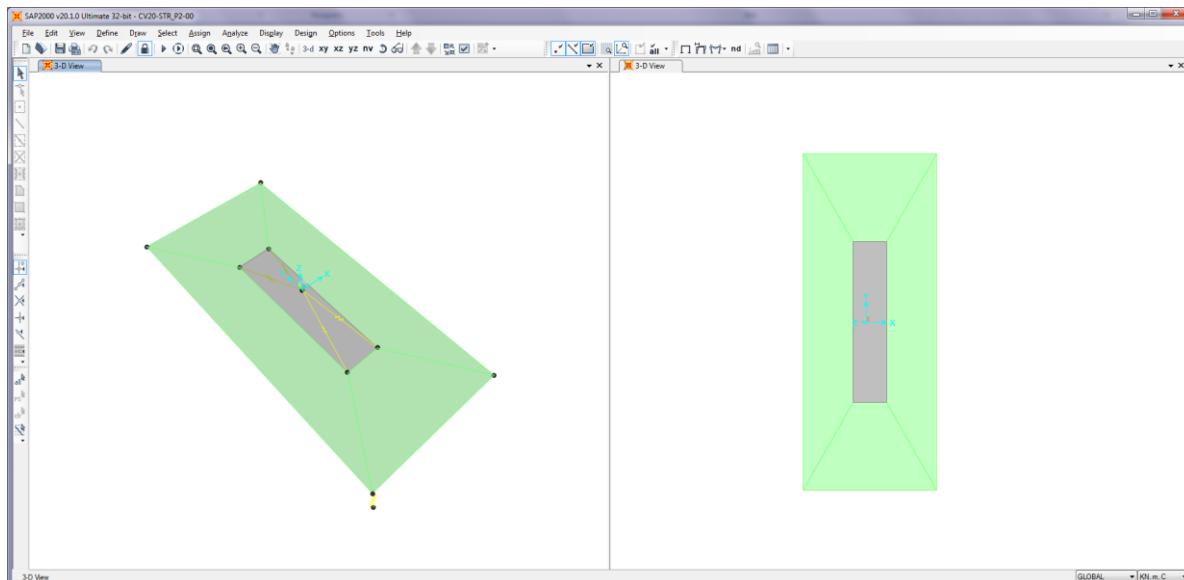 SAP2000 v20.1.0 Ultimate 32-bit - CV20-STR_P2-00
File Edit View Define Draw Select Assign Analyze Display Design Options Tools Help
3-d xy xz yz nv all nd
3-D View
3-D View
Z
X
Y
X
3-D View
GLOBAL
KN, m, C